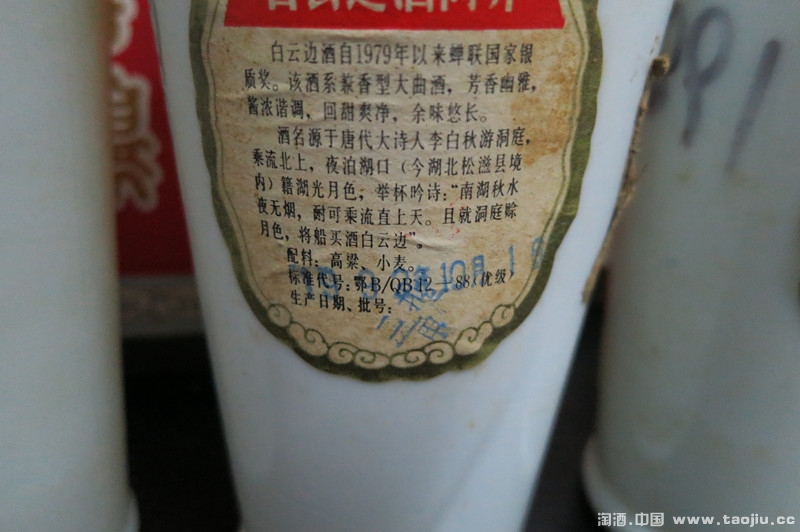 白云边酒自1979年以来蝉联国家银
质奖。该酒系兼香型大曲酒，芳香幽雅，
酱浓谐调，回甜爽净，余味悠长。
酒名源于唐代大诗人李白秋游洞庭，
乘流北上，夜泊湖口（今湖北松滋县境
内）籍湖光月色，举杯吟诗：“南湖秋水
夜无烟，耐可乘流直上天。且就洞庭赊
月色，将船买酒白云边”。
配料：高粱、小麦。
标准代号：鄂B/QB12—88（优级）
生产日期、批号：
10月1
淘酒.中国 www.taojiu.cc